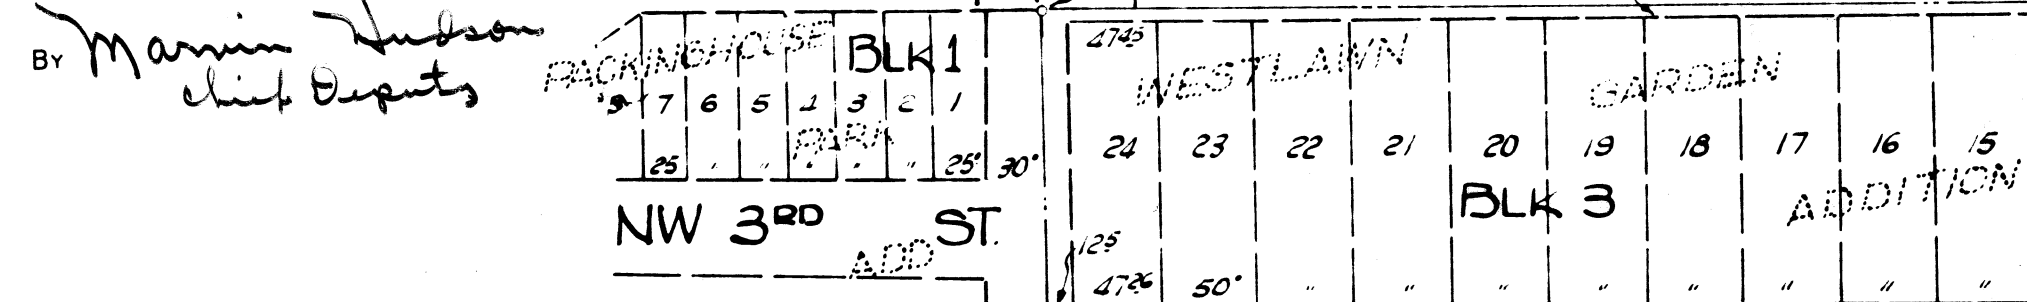 BY Marvin Hudson
Chief Deputy
PACKINGHOUSE
PARK
ADD
BLK 1
7 6 5 4 3 2 1
25 " " " " " 25°
30°
NW 3RD ST.
WESTLAWN GARDEN ADDITION
4745
24 23 22 21 20 19 18 17 16 15
BLK 3
125
4726 50° " " " " " " " "